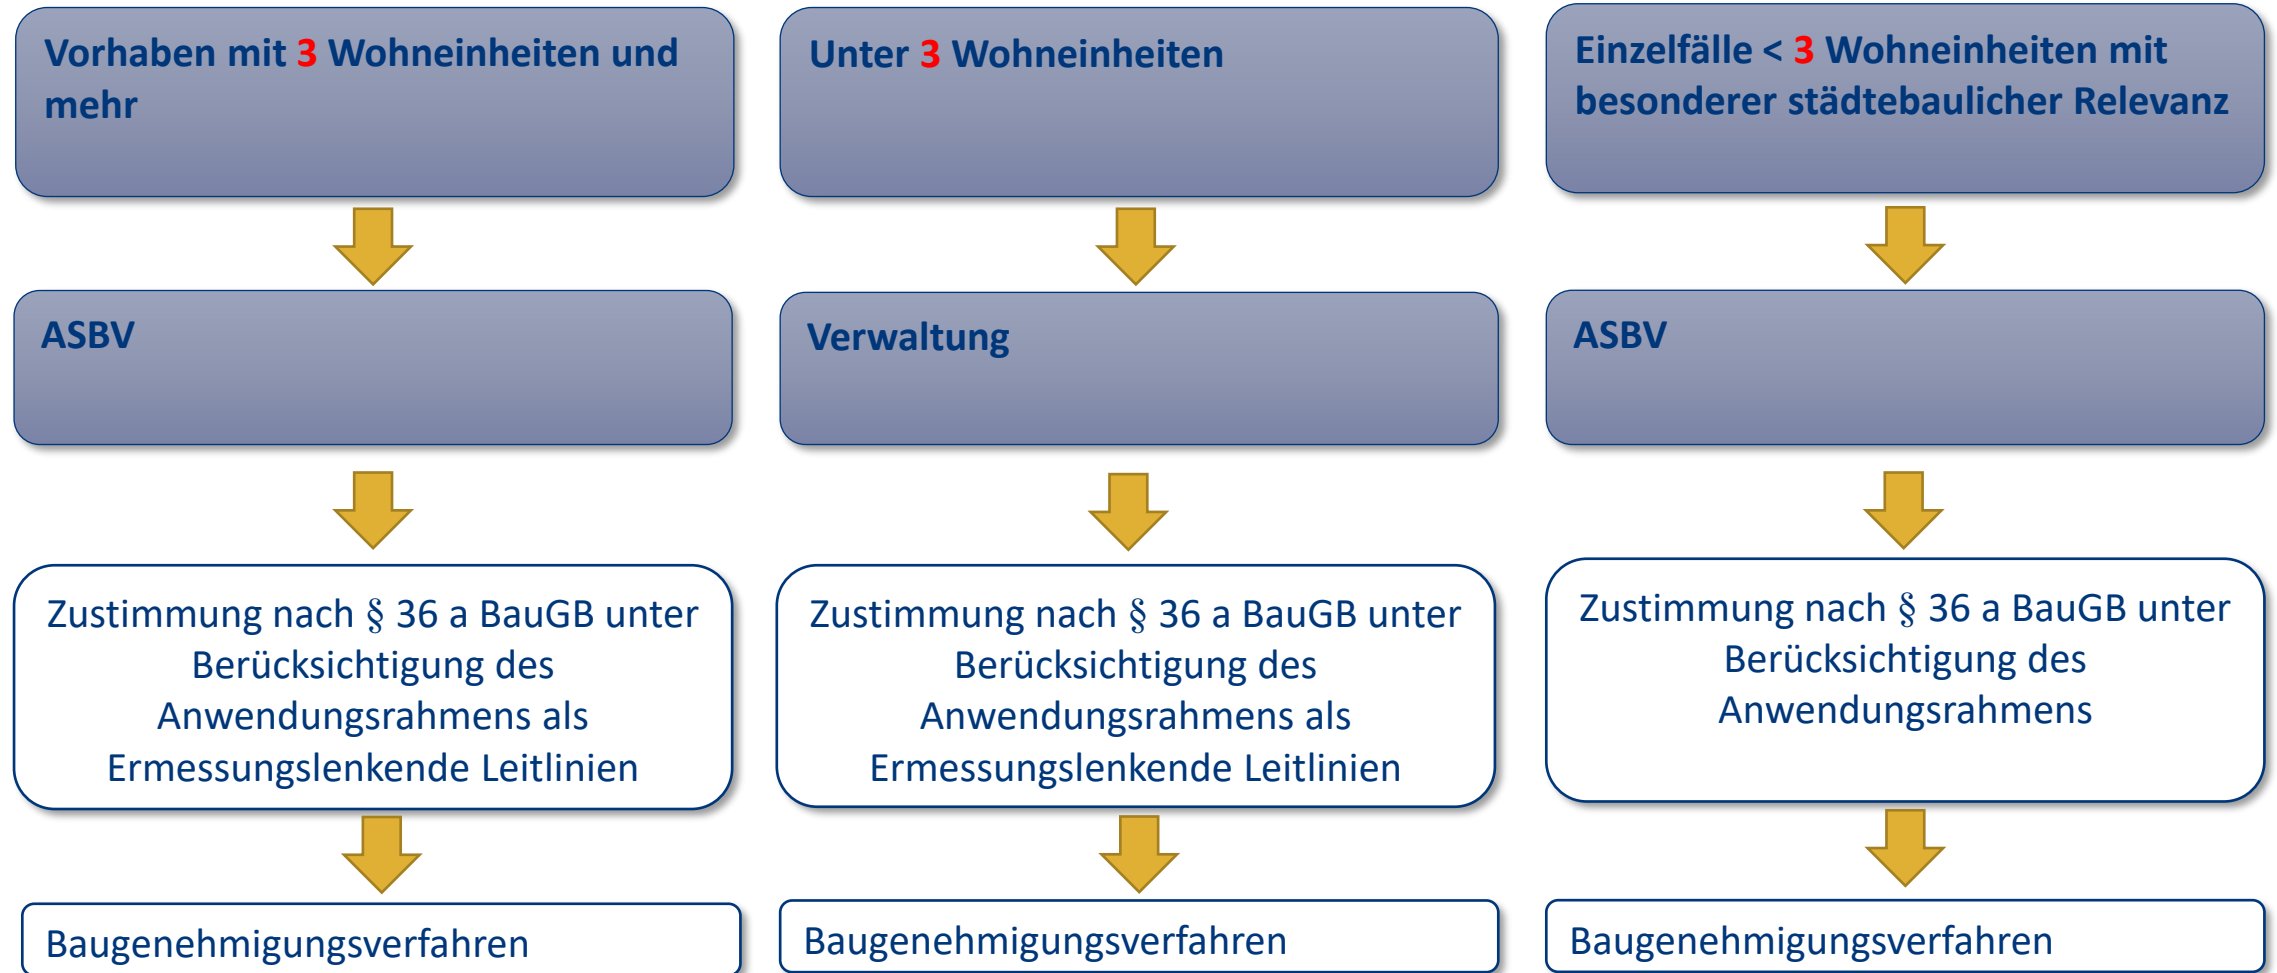 Vorhaben mit 3 Wohneinheiten und
mehr
Unter 3 Wohneinheiten
Einzelfälle < 3 Wohneinheiten mit
besonderer städtebaulicher Relevanz
ASBV
Verwaltung
ASBV
Zustimmung nach § 36 a BauGB unter
Berücksichtigung des
Anwendungsrahmens als
Ermessungslenkende Leitlinien
Zustimmung nach § 36 a BauGB unter
Berücksichtigung des
Anwendungsrahmens als
Ermessungslenkende Leitlinien
Zustimmung nach § 36 a BauGB unter
Berücksichtigung des
Anwendungsrahmens
Baugenehmigungsverfahren
Baugenehmigungsverfahren
Baugenehmigungsverfahren